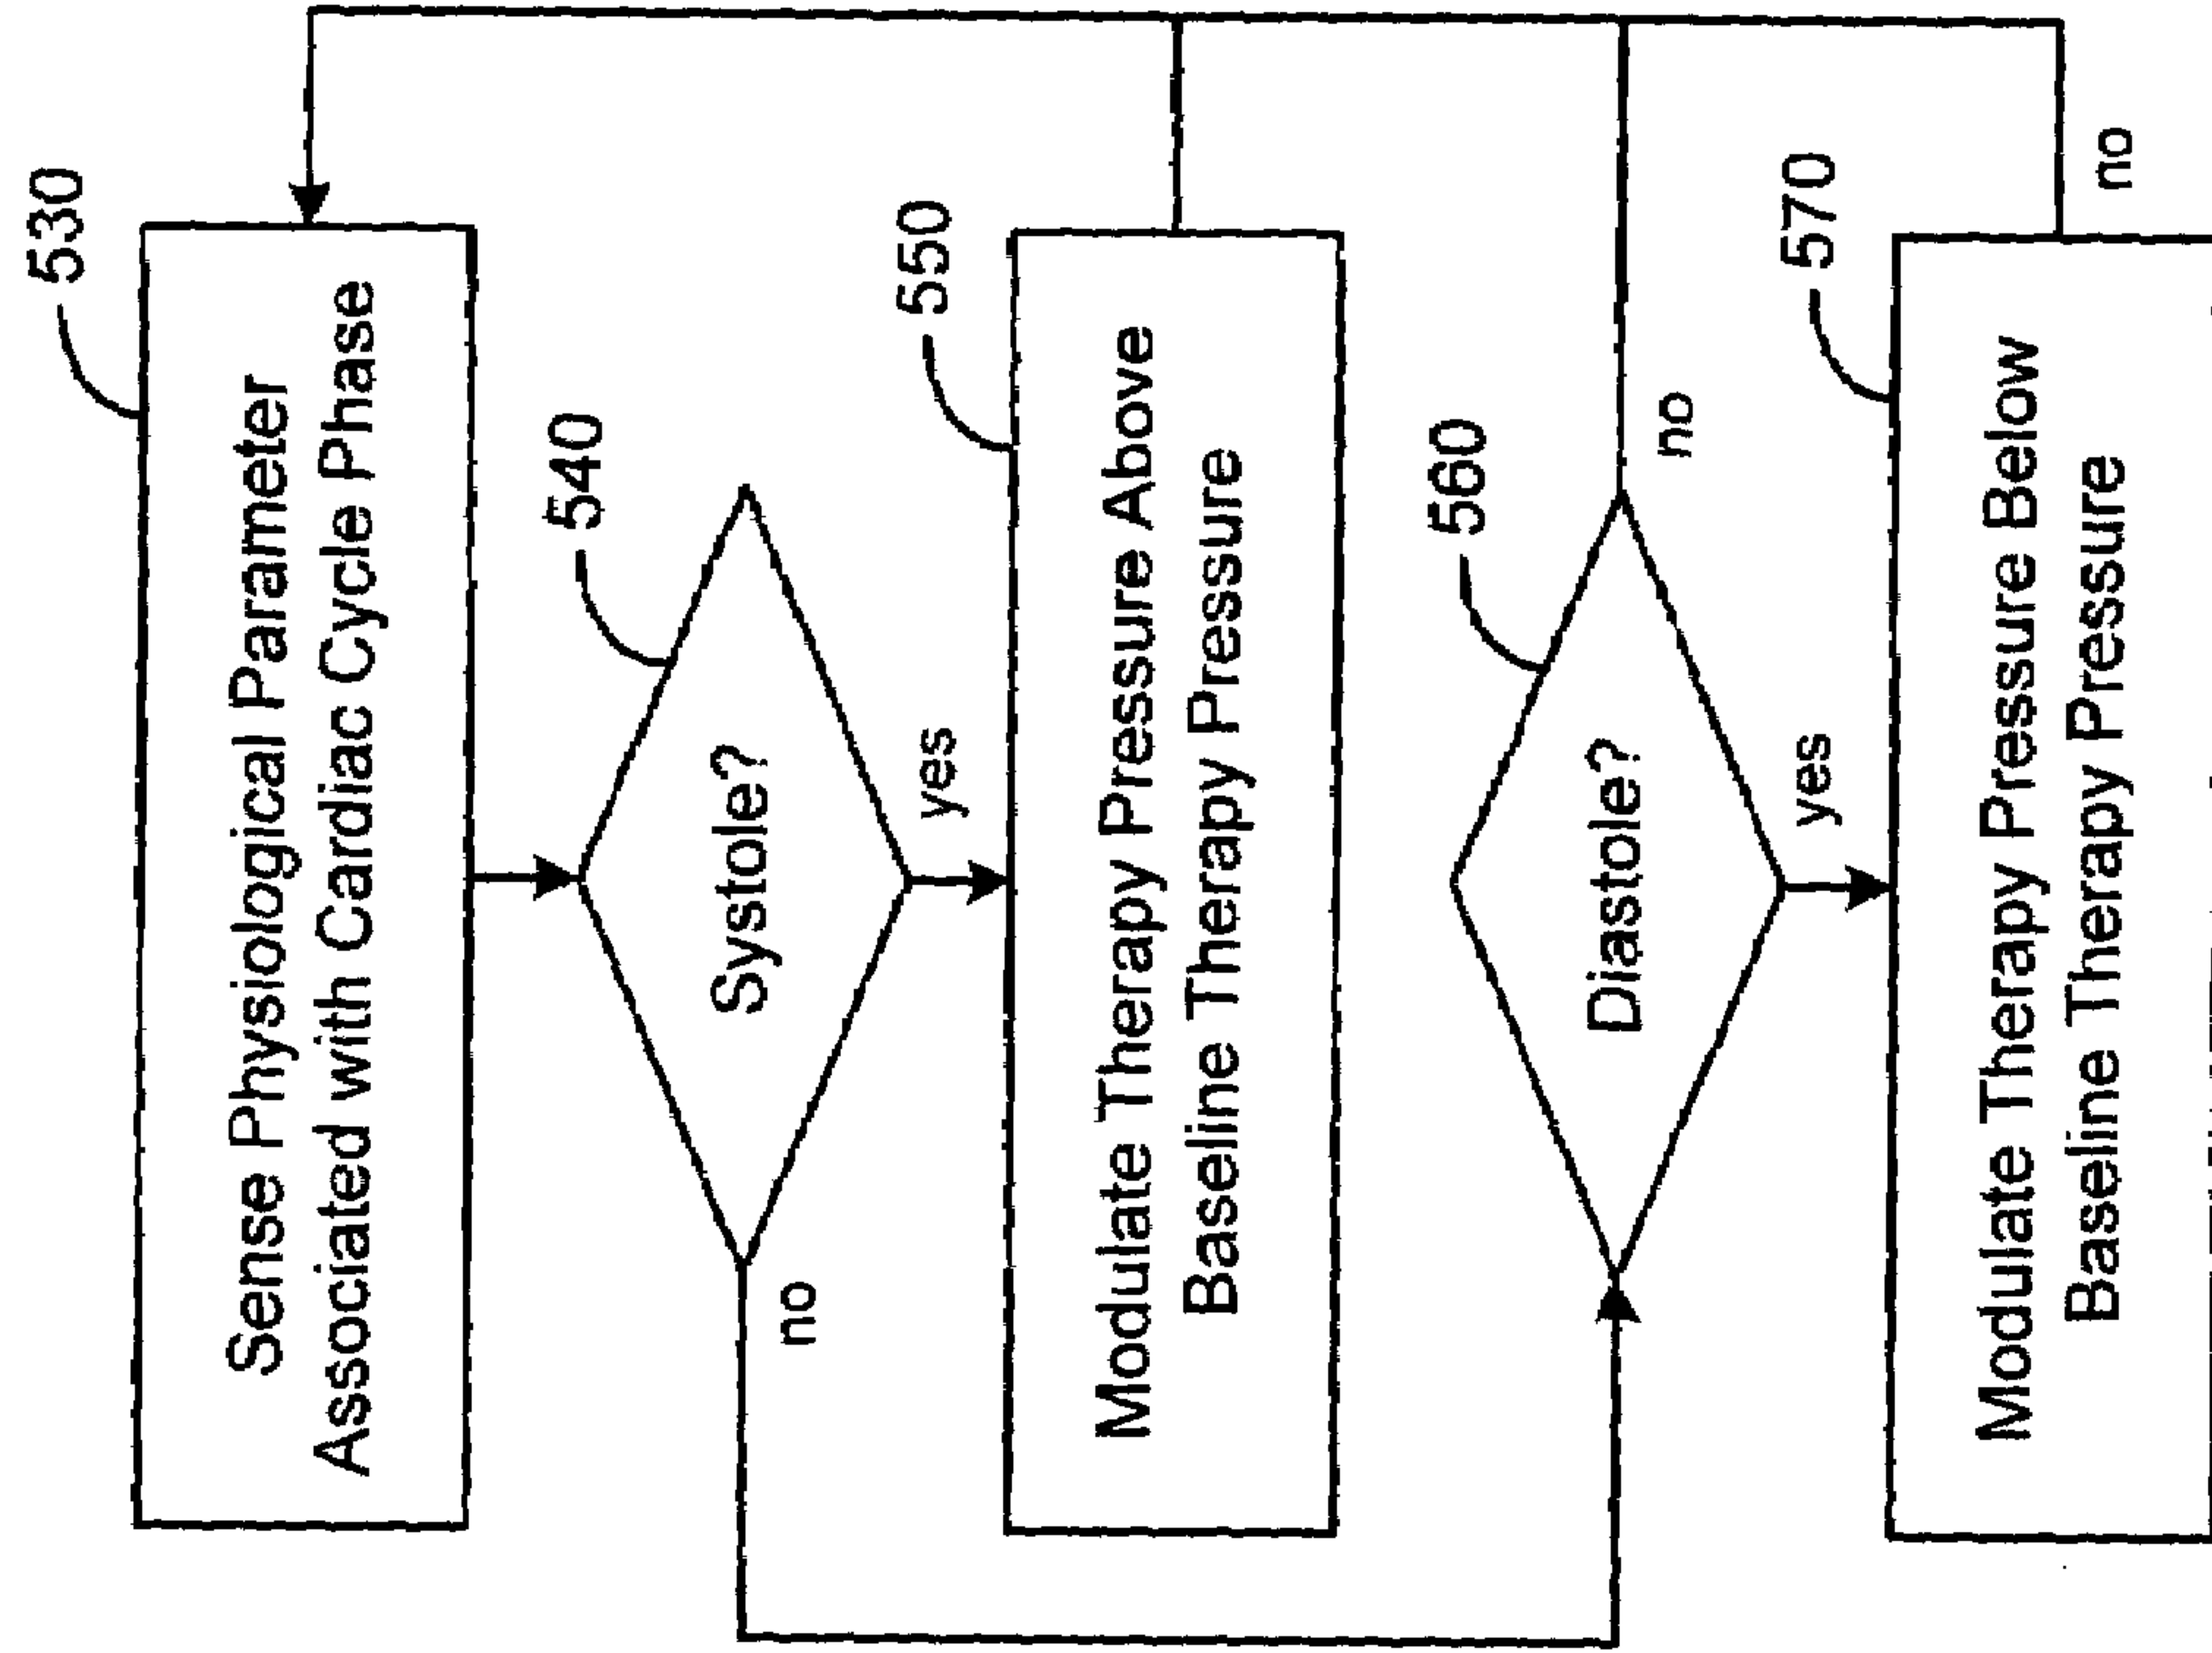 530
Sense Physiological Parameter
Associated with Cardiac Cycle Phase
540
Systole?
no
yes
550
Modulate Therapy Pressure Above
Baseline Therapy Pressure
560
Diastole?
no
yes
570
Modulate Therapy Pressure Below
Baseline Therapy Pressure
no